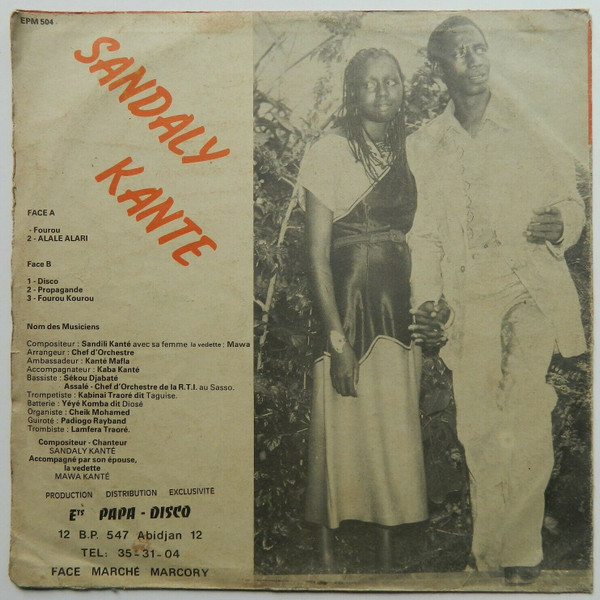 EPM 504
SANDALY
KANTE
FACE A
- Fourou
2 - ALALE ALARI
Face B
1 - Disco
2 - Propagande
3 - Fourou Kourou
Nom des Musiciens
Compositeur : Sandili Kanté avec sa femme la vedette : Mawa
Arrangeur : Chef d'Orchestre
Ambassadeur : Kanté Mafla
Accompagnateur : Kaba Kanté
Bassiste : Sékou Djabaté
Assalé - Chef d'Orchestre de la R.T.I. au Sasso.
Trompetiste : Kabinai Traoré dit Taguise.
Batterie : Yéyé Komba dit Diosé
Organiste : Cheik Mohamed
Guiroté : Padiogo Rayband
Trombiste : Lamfera Traoré.
Compositeur - Chanteur
SANDALY KANTÉ
Accompagné par son épouse,
la vedette
MAWA KANTÉ
PRODUCTION DISTRIBUTION EXCLUSIVITE
Ets PAPA - DISCO
12 B.P. 547 Abidjan 12
TEL: 35-31-04
FACE MARCHÉ MARCORY